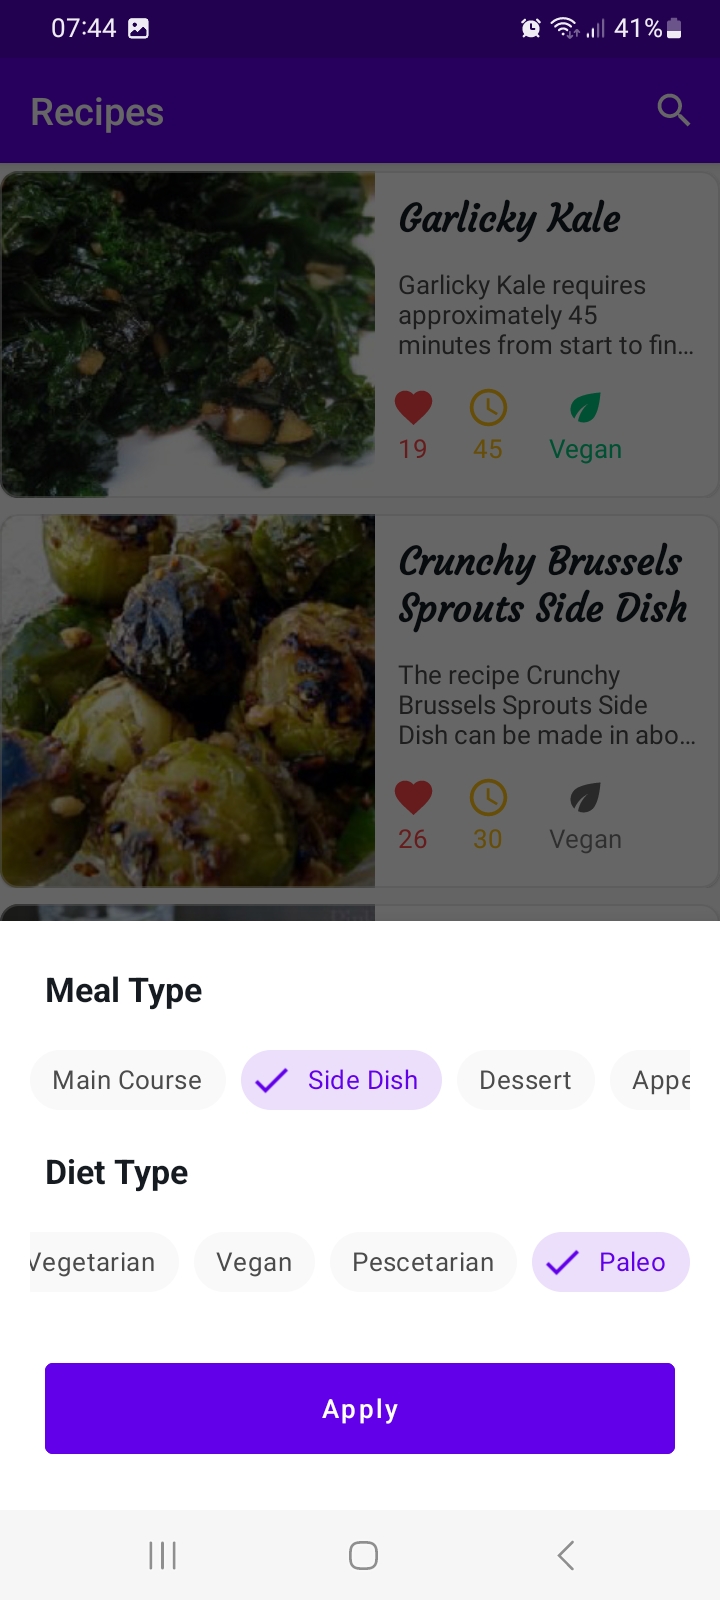 07:44 41%
Recipes
Garlicky Kale
Garlicky Kale requires
approximately 45
minutes from start to fin...
19 45 Vegan
Crunchy Brussels
Sprouts Side Dish
The recipe Crunchy
Brussels Sprouts Side
Dish can be made in abo...
26 30 Vegan
Meal Type
Main Course Side Dish Dessert Appe
Diet Type
Vegetarian Vegan Pescetarian Paleo
Apply